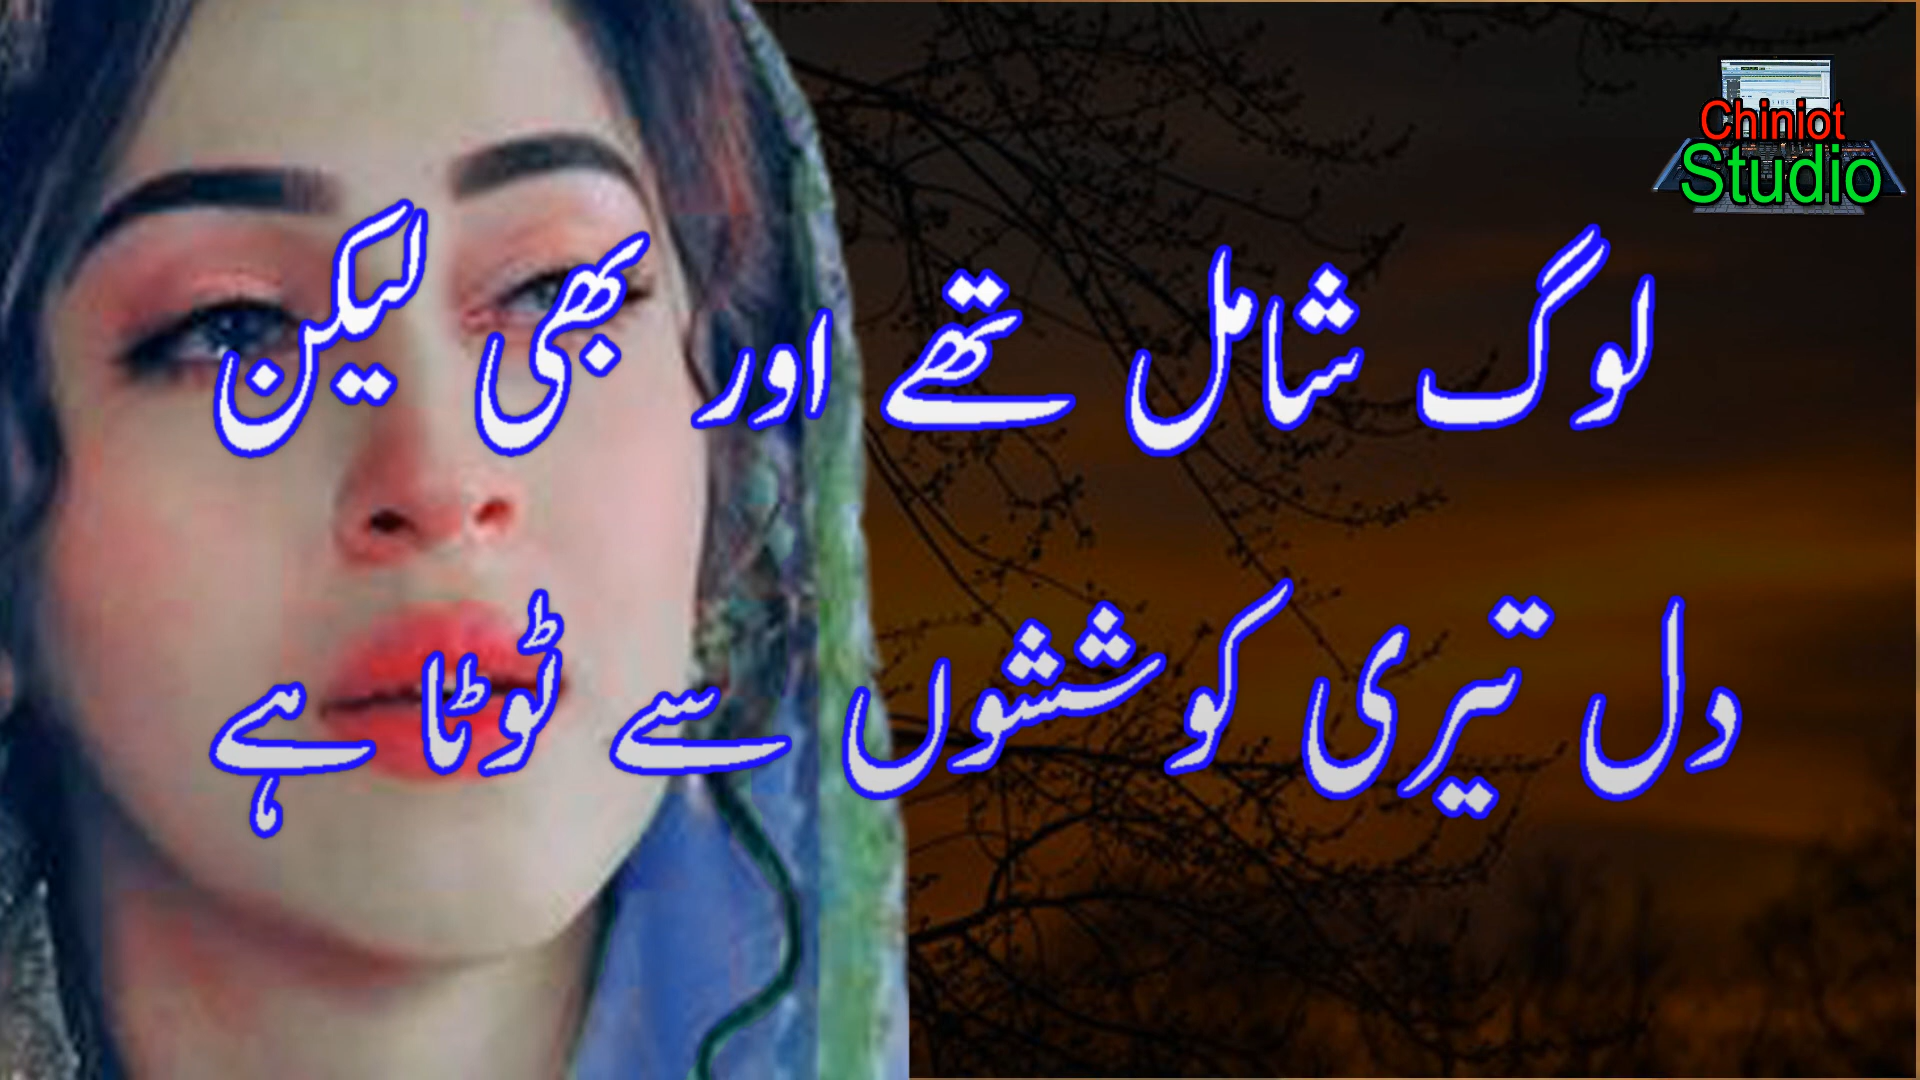 Chiniot
Studio
لوگ شامل تھے اور بھی لیکن
دل تیری کوششوں سے ٹوٹا ہے